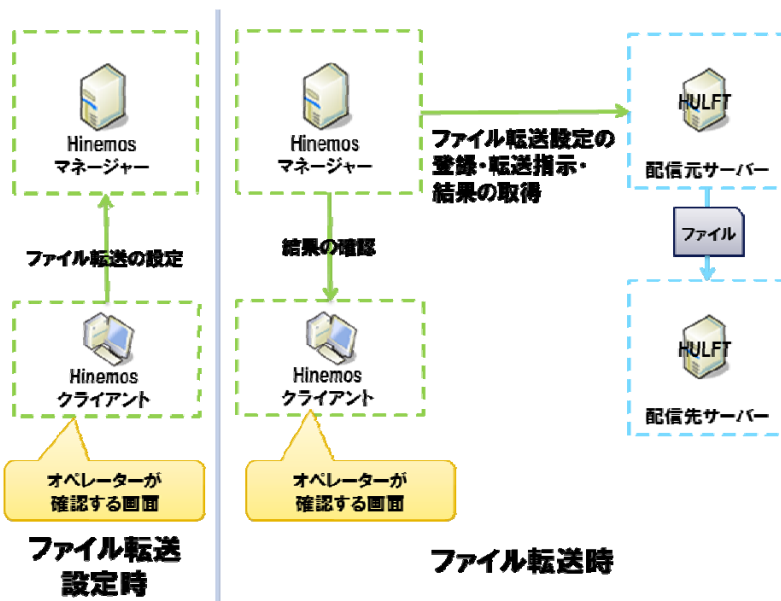 Hinemos
マネージャー
ファイル転送の設定
Hinemos
クライアント
オペレーターが
確認する画面
ファイル転送
設定時
Hinemos
マネージャー
ファイル転送設定の
登録・転送指示・
結果の取得
HULFT
配信元サーバー
ファイル
結果の確認
Hinemos
クライアント
HULFT
配信先サーバー
オペレーターが
確認する画面
ファイル転送時